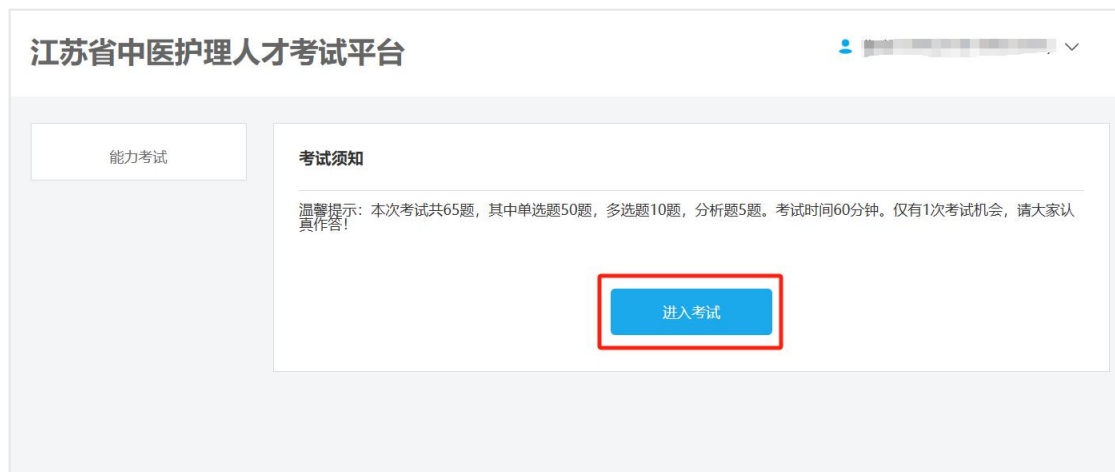 江苏省中医护理人才考试平台
能力考试
考试须知
温馨提示：本次考试共65题，其中单选题50题，多选题10题，分析题5题。考试时间60分钟。仅有1次考试机会，请大家认
真作答！
进入考试